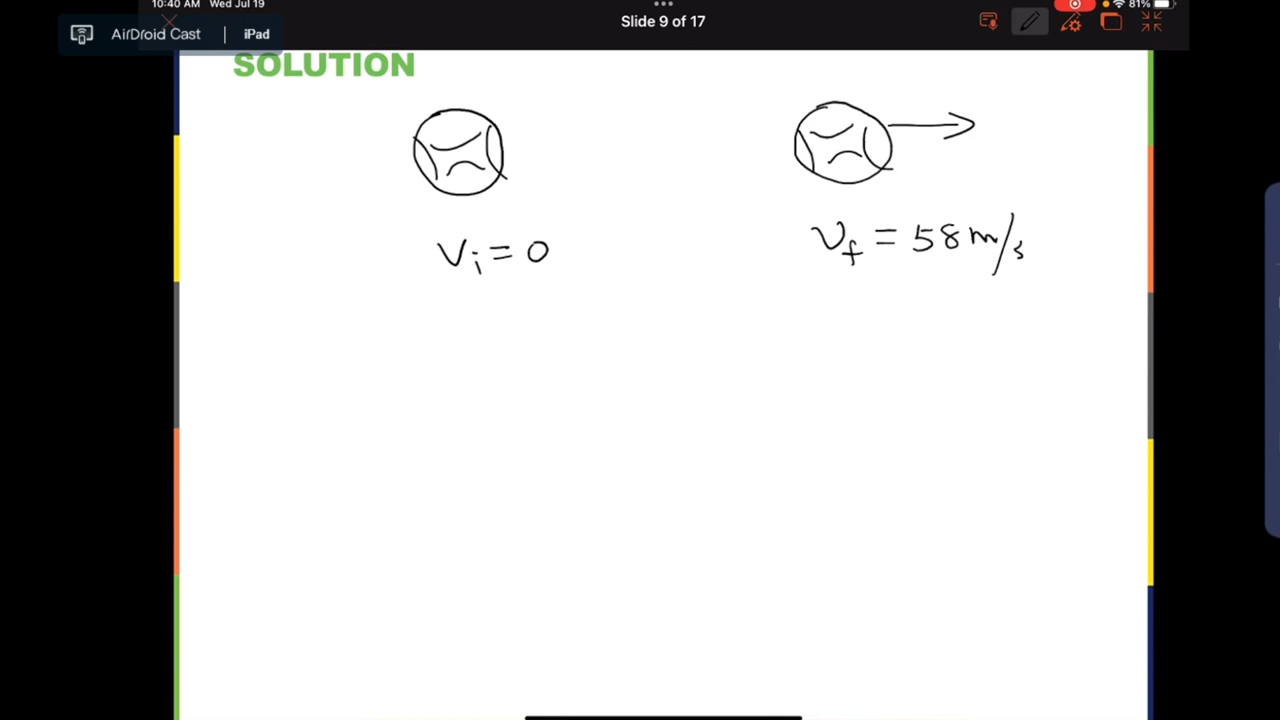 10:40 AM Wed Jul 19
81%
AirDroid Cast | iPad
Slide 9 of 17
SOLUTION
Vi = 0
Vf = 58 m/s